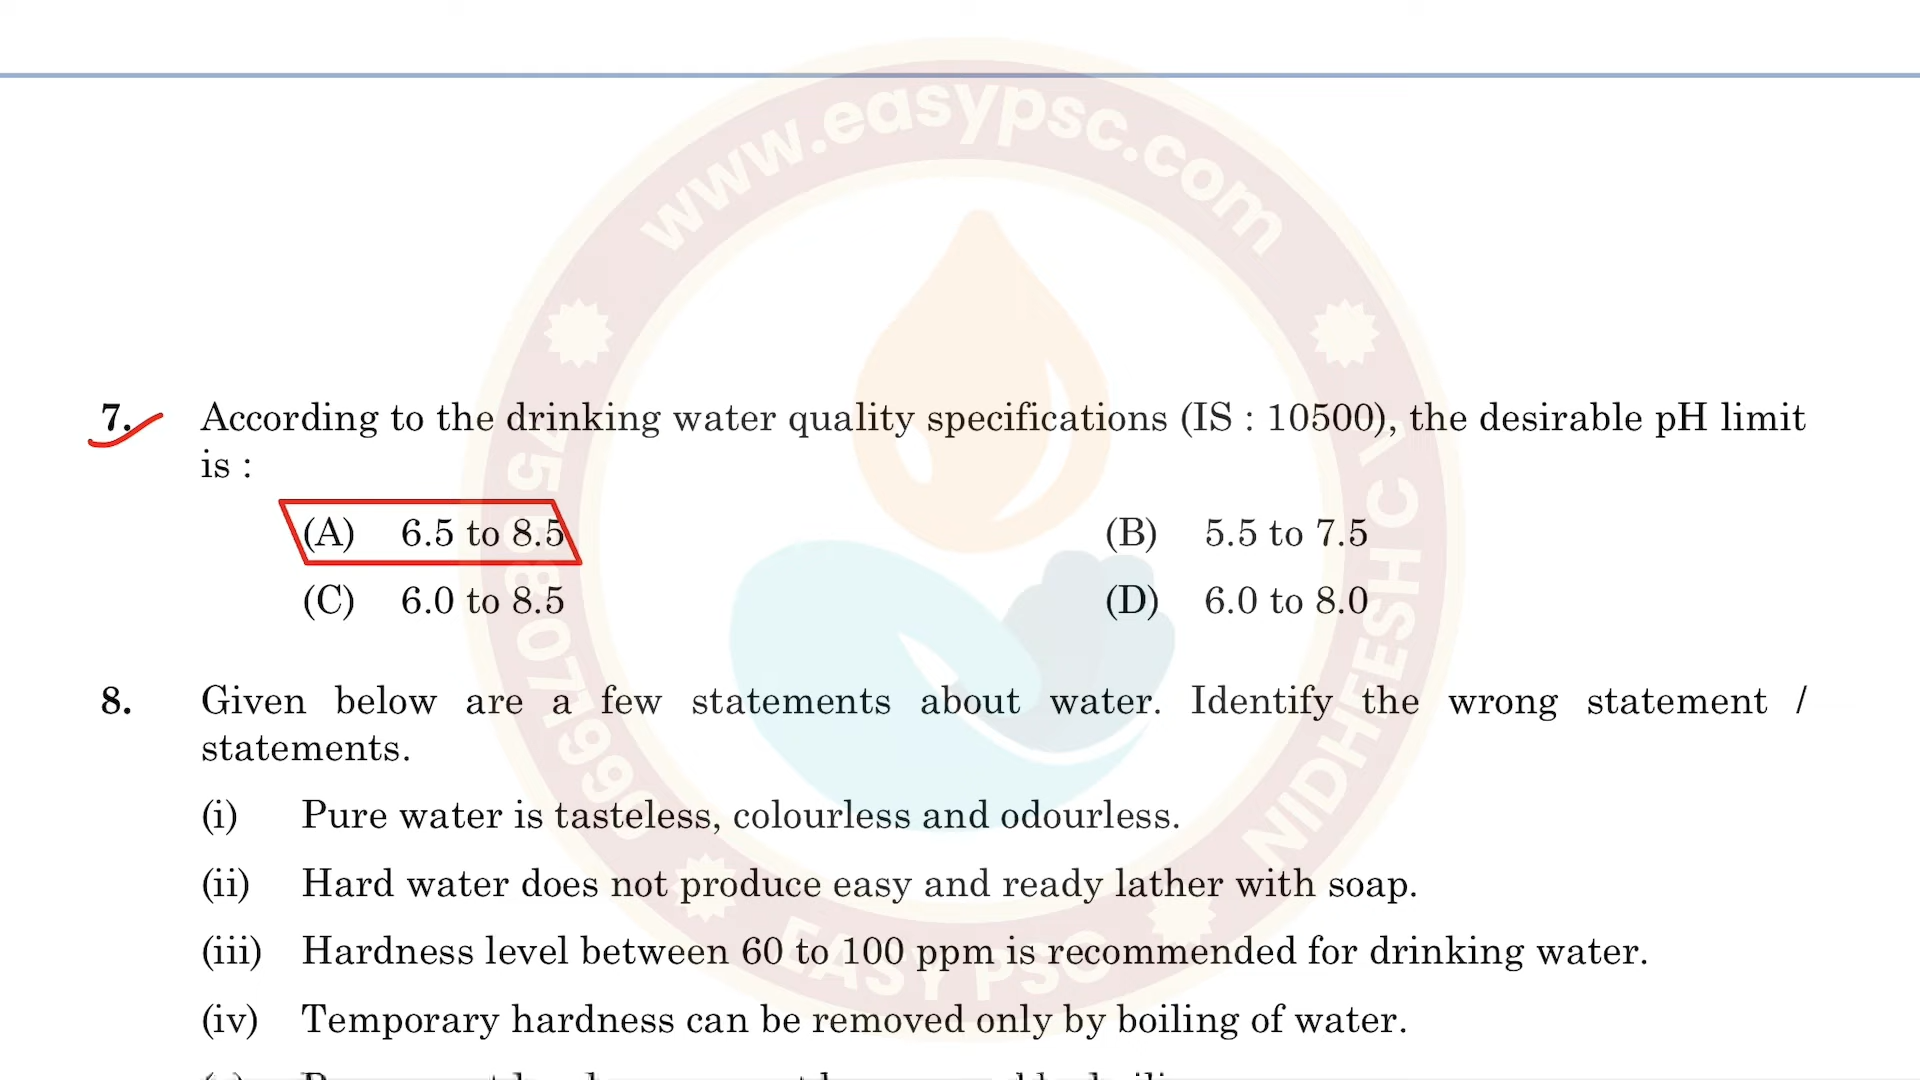 www.easypsc.com
7. According to the drinking water quality specifications (IS : 10500), the desirable pH limit
is :
(A) 6.5 to 8.5 (B) 5.5 to 7.5
(C) 6.0 to 8.5 (D) 6.0 to 8.0
8. Given below are a few statements about water. Identify the wrong statement /
statements.
(i) Pure water is tasteless, colourless and odourless.
(ii) Hard water does not produce easy and ready lather with soap.
(iii) Hardness level between 60 to 100 ppm is recommended for drinking water.
(iv) Temporary hardness can be removed only by boiling of water.
NIDHEESH C V
EASY PSC